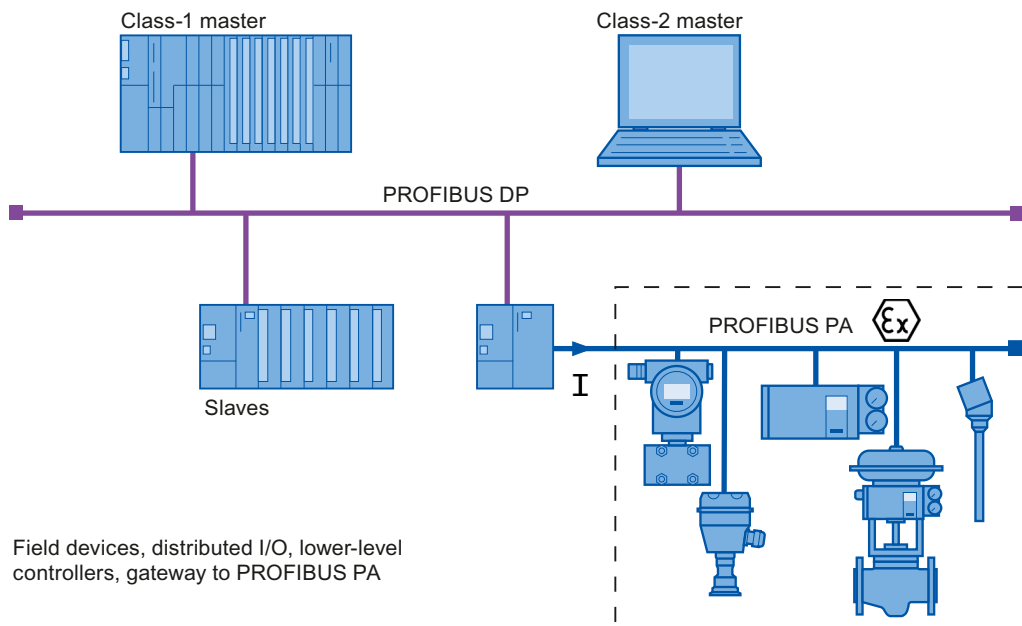 Class-1 master
Class-2 master
PROFIBUS DP
PROFIBUS PA
Ex
I
Slaves
Field devices, distributed I/O, lower-level
controllers, gateway to PROFIBUS PA